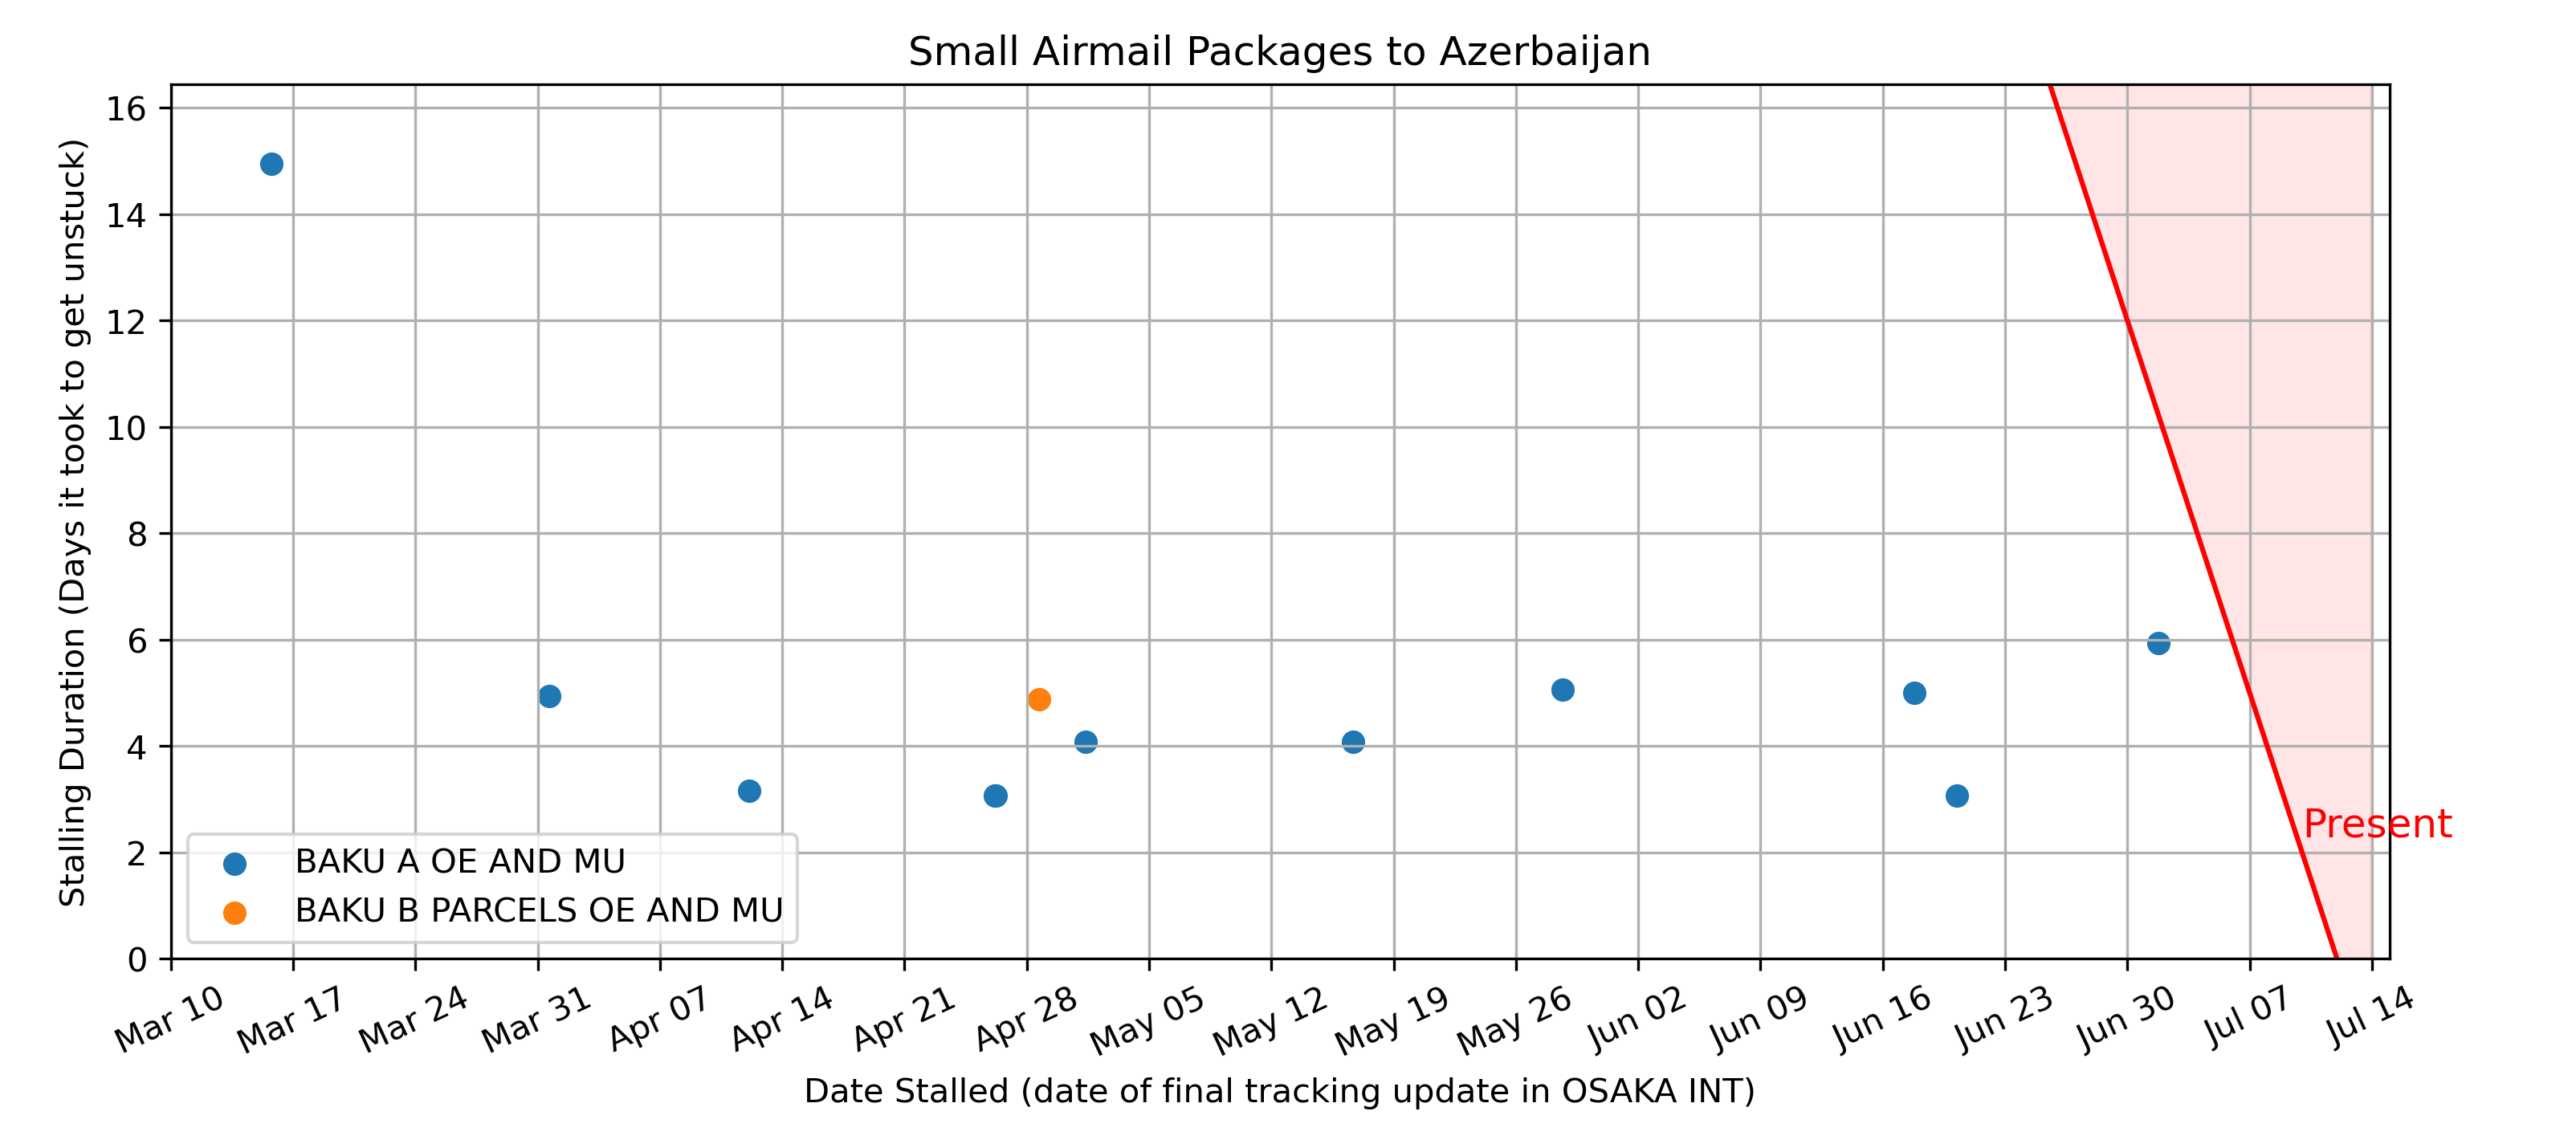 Small Airmail Packages to Azerbaijan
Stalling Duration (Days it took to get unstuck)
16
14
12
10
8
6
4
2
0
Present
BAKU A OE AND MU
BAKU B PARCELS OE AND MU
Mar 10
Mar 17
Mar 24
Mar 31
Apr 07
Apr 14
Apr 21
Apr 28
May 05
May 12
May 19
May 26
Jun 02
Jun 09
Jun 16
Jun 23
Jun 30
Jul 07
Jul 14
Date Stalled (date of final tracking update in OSAKA INT)